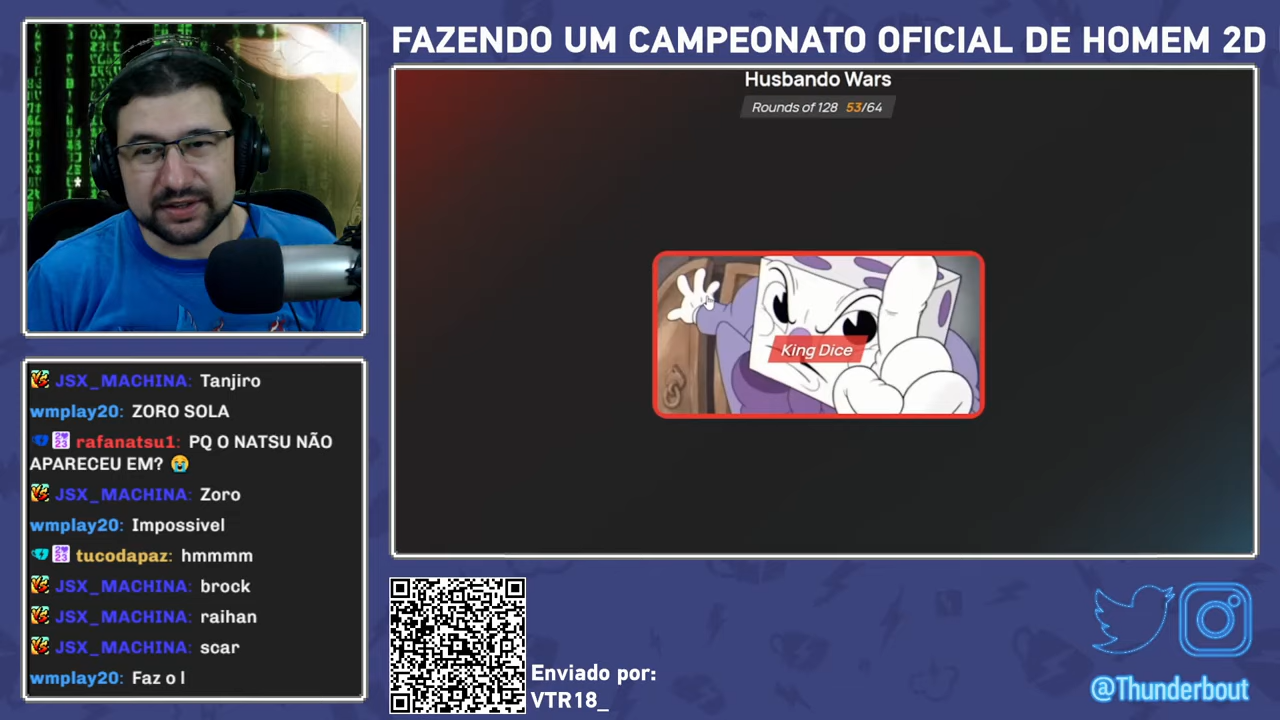 FAZENDO UM CAMPEONATO OFICIAL DE HOMEM 2D
Husbando Wars
Rounds of 128 53/64
King Dice
JSX_MACHINA: Tanjiro
wmplay20: ZORO SOLA
rafanatsu1: PQ O NATSU NÃO
APARECEU EM? 😭
JSX_MACHINA: Zoro
wmplay20: Impossivel
tucodapaz: hmmmm
JSX_MACHINA: brock
JSX_MACHINA: raihan
JSX_MACHINA: scar
wmplay20: Faz o l
Enviado por:
VTR18_
@Thunderbout